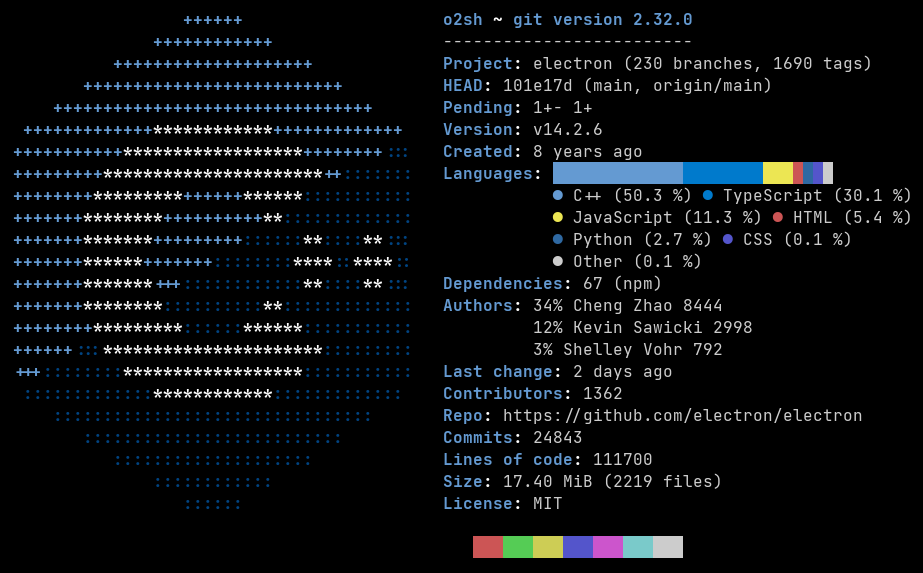 o2sh ~ git version 2.32.0
-------------------------
Project: electron (230 branches, 1690 tags)
HEAD: 101e17d (main, origin/main)
Pending: 1+- 1+
Version: v14.2.6
Created: 8 years ago
Languages:
● C++ (50.3 %) ● TypeScript (30.1 %)
● JavaScript (11.3 %) ● HTML (5.4 %)
● Python (2.7 %) ● CSS (0.1 %)
● Other (0.1 %)
Dependencies: 67 (npm)
Authors: 34% Cheng Zhao 8444
12% Kevin Sawicki 2998
3% Shelley Vohr 792
Last change: 2 days ago
Contributors: 1362
Repo: https://github.com/electron/electron
Commits: 24843
Lines of code: 111700
Size: 17.40 MiB (2219 files)
License: MIT